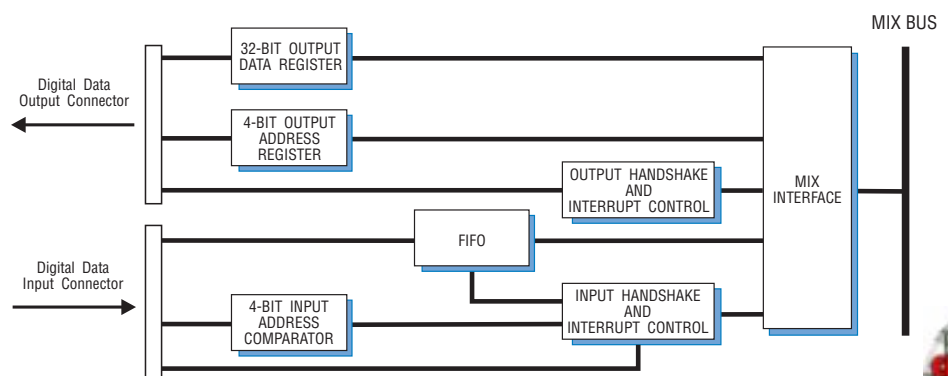 MIX BUS
32-BIT OUTPUT
DATA REGISTER
Digital Data
Output Connector
4-BIT OUTPUT
ADDRESS
REGISTER
OUTPUT HANDSHAKE
AND
INTERRUPT CONTROL
MIX
INTERFACE
FIFO
Digital Data
Input Connector
4-BIT INPUT
ADDRESS
COMPARATOR
INPUT HANDSHAKE
AND
INTERRUPT CONTROL